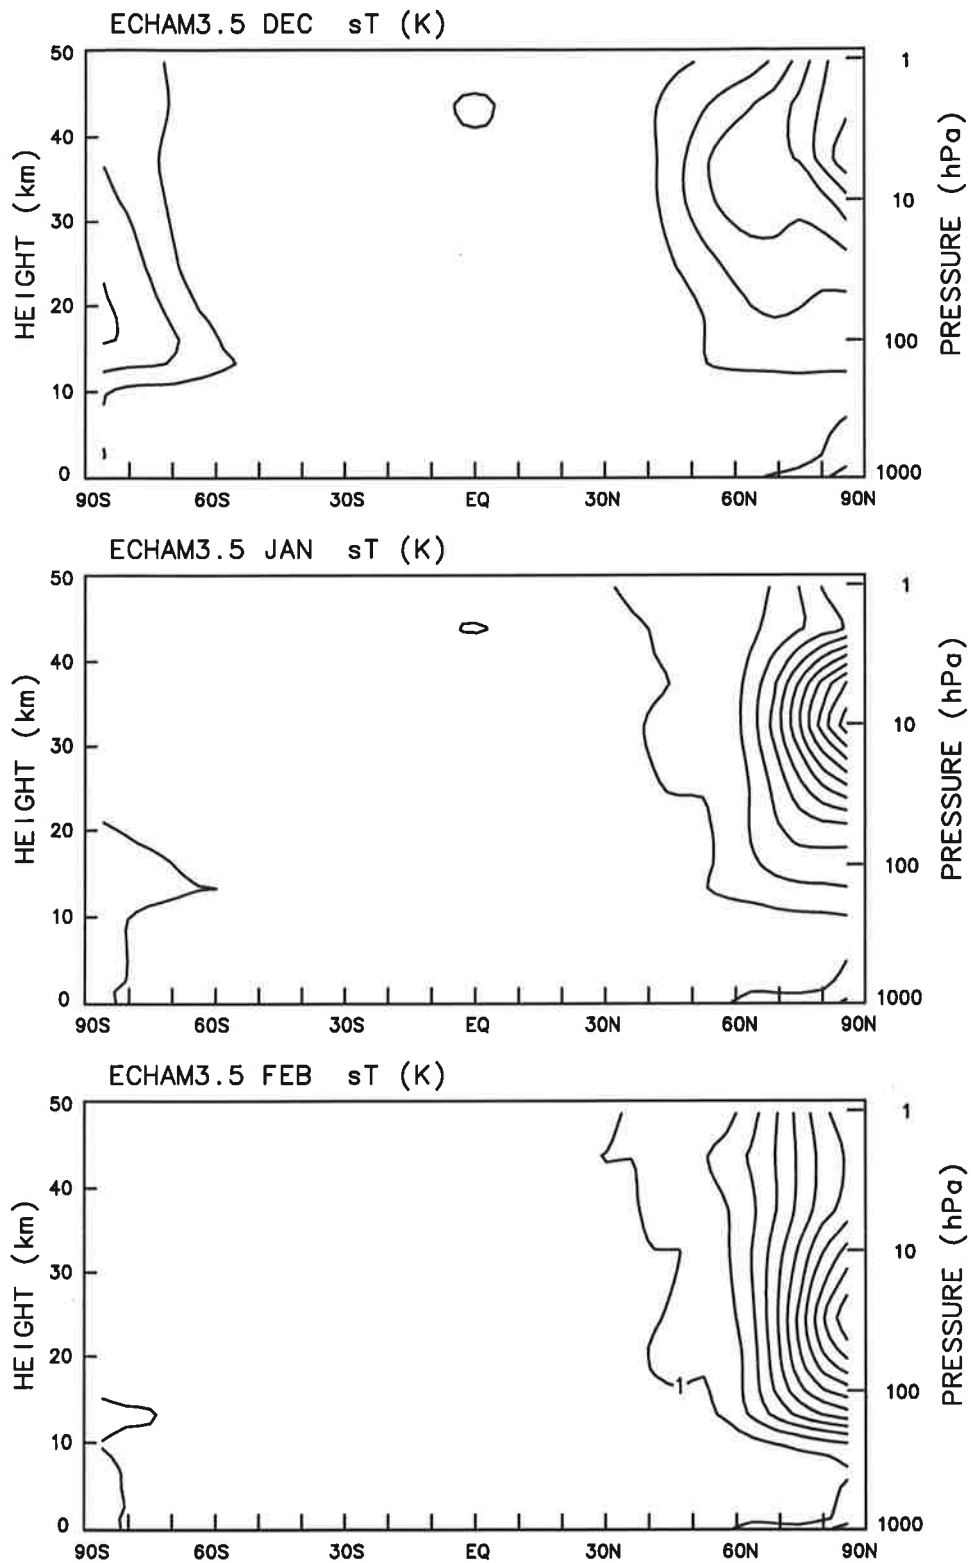 ECHAM3.5 DEC sT (K)
50
40
30
20
10
0
HEIGHT (km)
1
10
100
1000
PRESSURE (hPa)
90S 60S 30S EQ 30N 60N 90N
ECHAM3.5 JAN sT (K)
50
40
30
20
10
0
HEIGHT (km)
1
10
100
1000
PRESSURE (hPa)
90S 60S 30S EQ 30N 60N 90N
ECHAM3.5 FEB sT (K)
50
40
30
20
10
0
HEIGHT (km)
1
1
10
100
1000
PRESSURE (hPa)
90S 60S 30S EQ 30N 60N 90N